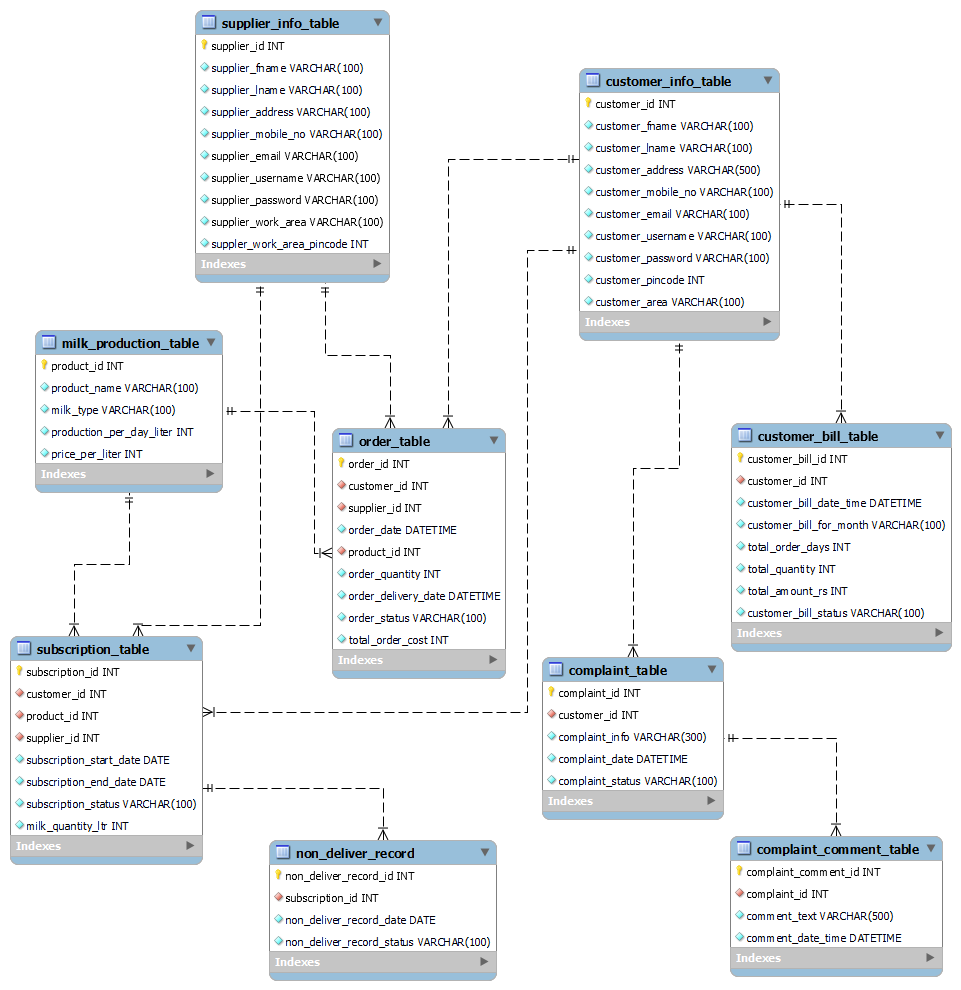 supplier_info_table
supplier_id INT
supplier_fname VARCHAR(100)
supplier_lname VARCHAR(100)
supplier_address VARCHAR(100)
supplier_mobile_no VARCHAR(100)
supplier_email VARCHAR(100)
supplier_username VARCHAR(100)
supplier_password VARCHAR(100)
supplier_work_area VARCHAR(100)
suppler_work_area_pincode INT
Indexes
customer_info_table
customer_id INT
customer_fname VARCHAR(100)
customer_lname VARCHAR(100)
customer_address VARCHAR(500)
customer_mobile_no VARCHAR(100)
customer_email VARCHAR(100)
customer_username VARCHAR(100)
customer_password VARCHAR(100)
customer_pincode INT
customer_area VARCHAR(100)
Indexes
milk_production_table
product_id INT
product_name VARCHAR(100)
milk_type VARCHAR(100)
production_per_day_liter INT
price_per_liter INT
Indexes
order_table
order_id INT
customer_id INT
supplier_id INT
order_date DATETIME
product_id INT
order_quantity INT
order_delivery_date DATETIME
order_status VARCHAR(100)
total_order_cost INT
Indexes
customer_bill_table
customer_bill_id INT
customer_id INT
customer_bill_date_time DATETIME
customer_bill_for_month VARCHAR(100)
total_order_days INT
total_quantity INT
total_amount_rs INT
customer_bill_status VARCHAR(100)
Indexes
subscription_table
subscription_id INT
customer_id INT
product_id INT
supplier_id INT
subscription_start_date DATE
subscription_end_date DATE
subscription_status VARCHAR(100)
milk_quantity_ltr INT
Indexes
complaint_table
complaint_id INT
customer_id INT
complaint_info VARCHAR(300)
complaint_date DATETIME
complaint_status VARCHAR(100)
Indexes
non_deliver_record
non_deliver_record_id INT
subscription_id INT
non_deliver_record_date DATE
non_deliver_record_status VARCHAR(100)
Indexes
complaint_comment_table
complaint_comment_id INT
complaint_id INT
comment_text VARCHAR(500)
comment_date_time DATETIME
Indexes